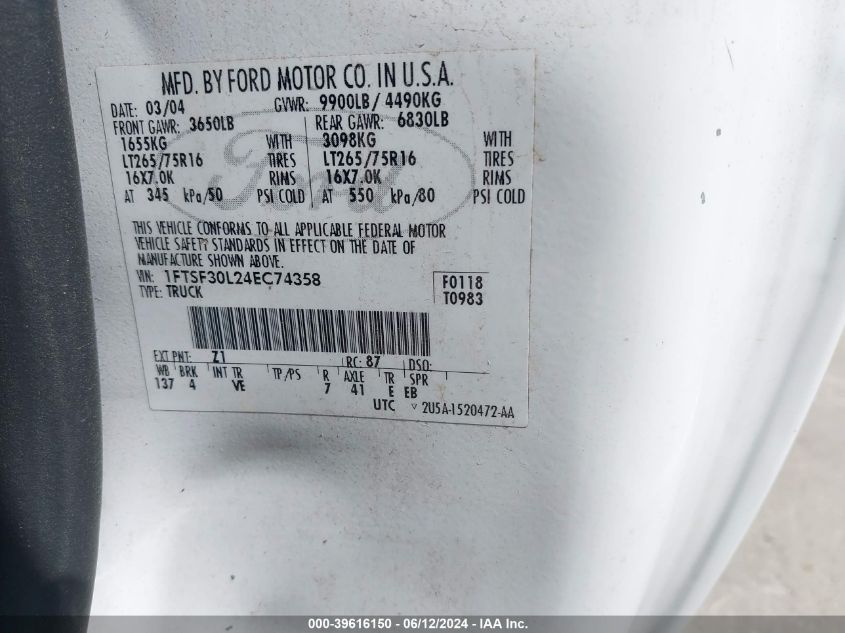 MFD. BY FORD MOTOR CO. IN U.S.A.
DATE: 03/04 GVWR: 9900LB/ 4490KG
FRONT GAWR: 3650LB REAR GAWR: 6830LB
1655KG WITH 3098KG WITH
LT265/75R16 TIRES LT265/75R16 TIRES
16X7.0K RIMS 16X7.0K RIMS
AT 345 kPa/50 PSI COLD AT 550 kPa/80 PSI COLD
Ford
THIS VEHICLE CONFORMS TO ALL APPLICABLE FEDERAL MOTOR
VEHICLE SAFETY STANDARDS IN EFFECT ON THE DATE OF
MANUFACTURE SHOWN ABOVE.
VIN: 1FTSF30L24EC74358 F0118
TYPE: TRUCK T0983
EXT PNT: Z1 RC: 87 DSO:
WB BRK INT TR TP/PS R AXLE TR SPR
137 4 VE 7 41 E EB
UTC V 2U5A-1520472-AA
000-39616150 - 06/12/2024 - IAA Inc.